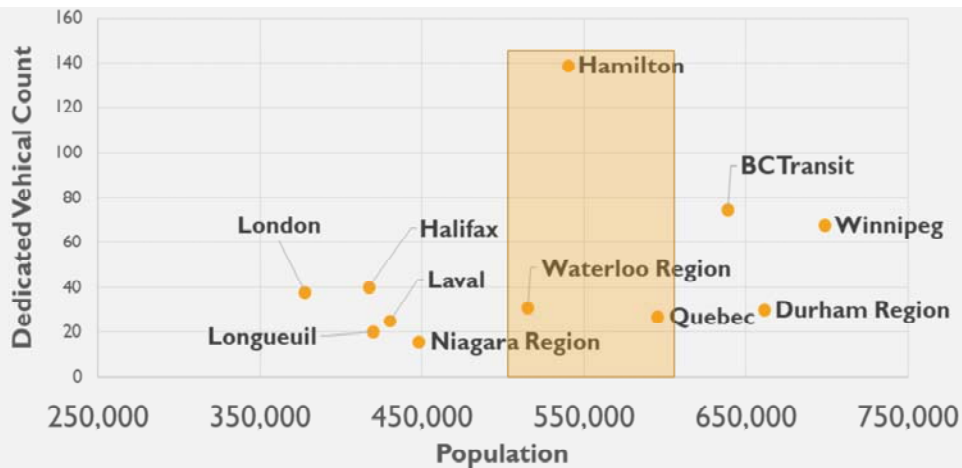 160
140
120
100
80
60
40
20
0
Dedicated Vehical Count
Hamilton
BC Transit
London
Halifax
Winnipeg
Waterloo Region
Laval
Longueuil
Niagara Region
Quebec
Durham Region
250,000 350,000 450,000 550,000 650,000 750,000
Population